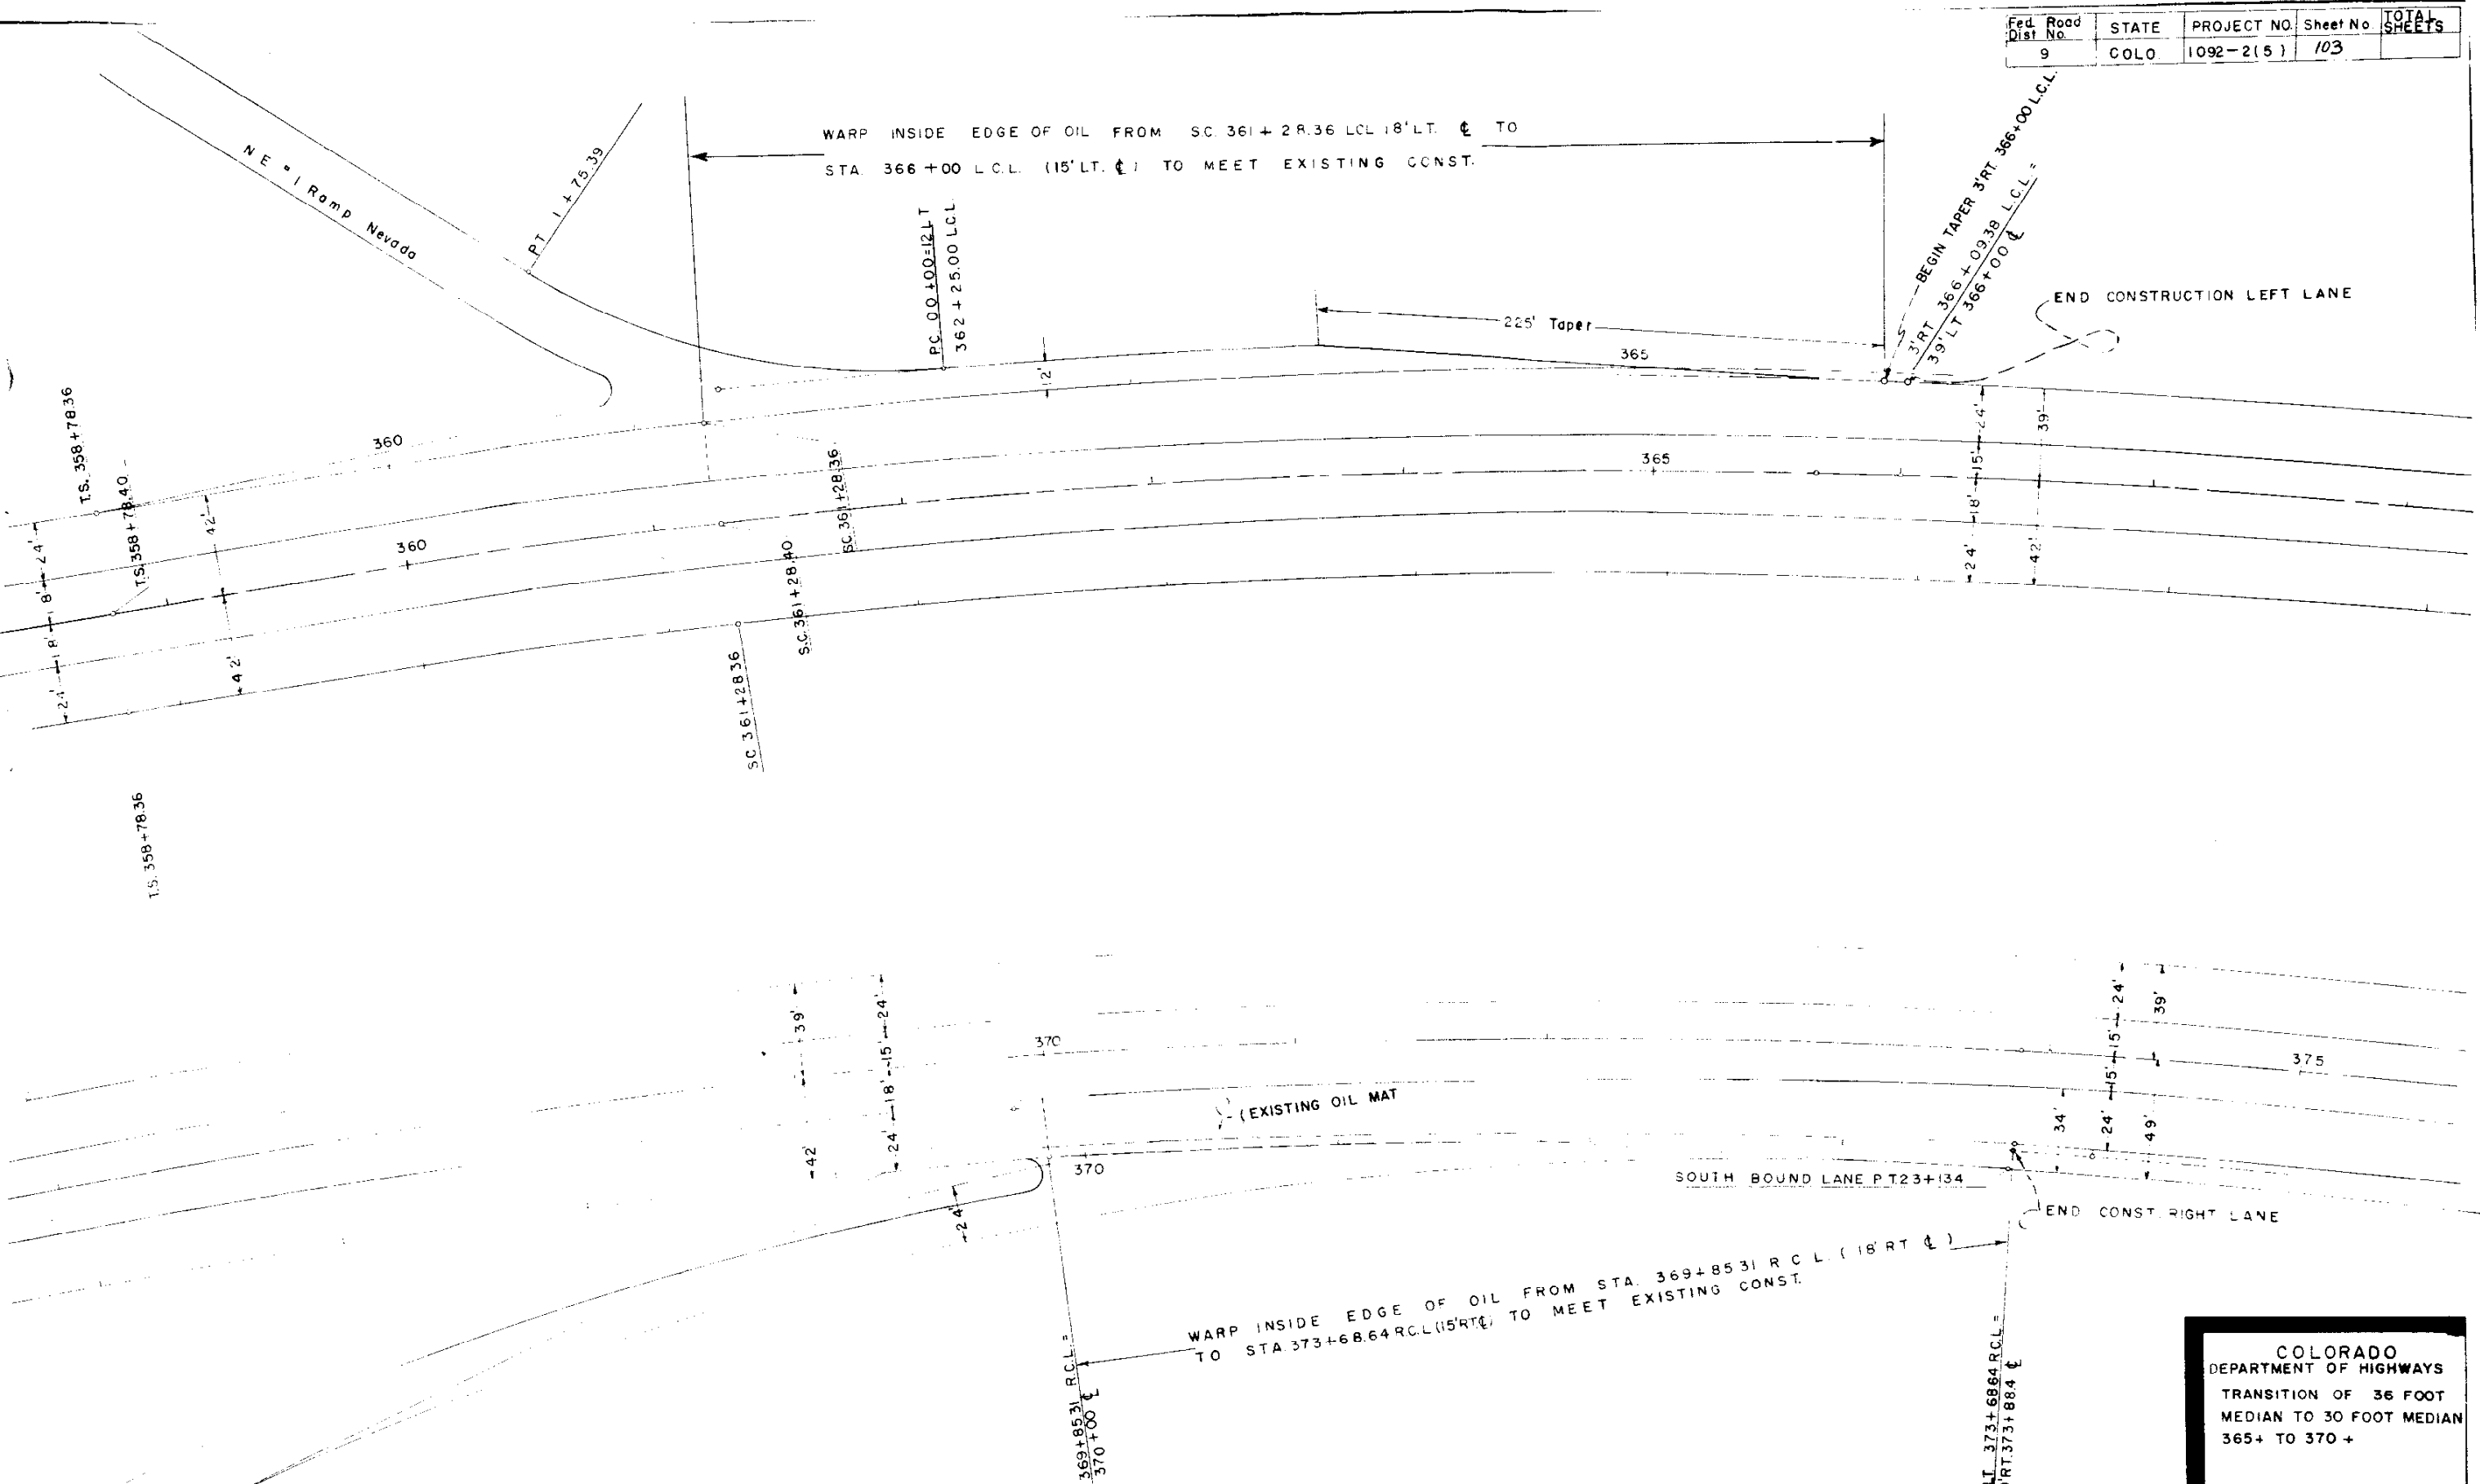 Fed. Road Dist No. STATE PROJECT NO. Sheet No. TOTAL SHEETS
9 COLO. 1092-2(5) 103
WARP INSIDE EDGE OF OIL FROM S.C. 361+28.36 LCL 18' LT. ℄ TO
STA. 366+00 L.C.L. (15' LT. ℄) TO MEET EXISTING CONST.
NE #1 Ramp Nevada
PT 1+75.39
P.C. 00+00=12 LT
362+25.00 L.C.L.
BEGIN TAPER 3' RT. 366+00 L.C.L.
3' RT 366+09.38 L.C.L. =
39' LT 366+00 ℄
END CONSTRUCTION LEFT LANE
225' Taper
365
12'
T.S. 358+78.36
T.S. 358+78.40
360
42'
24'
18'
18'
24'
42'
360
S.C. 361+28.36
S.C. 361+28.40
S.C. 361+28.36
365
24'
15'
18'
24'
39'
42'
T.S. 358+78.36
39'
42'
24'
15'
18'
24'
370
370
(EXISTING OIL MAT
24'
24'
15'
15'
24'
39'
49'
34'
375
SOUTH BOUND LANE P.T. 23+134
END CONST. RIGHT LANE
WARP INSIDE EDGE OF OIL FROM STA. 369+85.31 R.C.L. (18' RT ℄)
TO STA. 373+68.64 R.C.L. (15' RT ℄) TO MEET EXISTING CONST.
369+85.31 R.C.L. =
370+00 ℄
LT. 373+68.64 R.C.L. =
'RT. 373+88.4 ℄
COLORADO
DEPARTMENT OF HIGHWAYS
TRANSITION OF 36 FOOT
MEDIAN TO 30 FOOT MEDIAN
365+ TO 370+